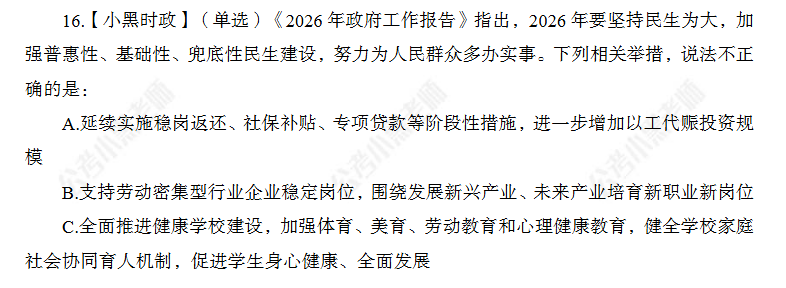 16.【小黑时政】（单选）《2026 年政府工作报告》指出，2026 年要坚持民生为大，加
强普惠性、基础性、兜底性民生建设，努力为人民群众多办实事。下列相关举措，说法不正
确的是：
A.延续实施稳岗返还、社保补贴、专项贷款等阶段性措施，进一步增加以工代赈投资规
模
B.支持劳动密集型行业企业稳定岗位，围绕发展新兴产业、未来产业培育新职业新岗位
C.全面推进健康学校建设，加强体育、美育、劳动教育和心理健康教育，健全学校家庭
社会协同育人机制，促进学生身心健康、全面发展